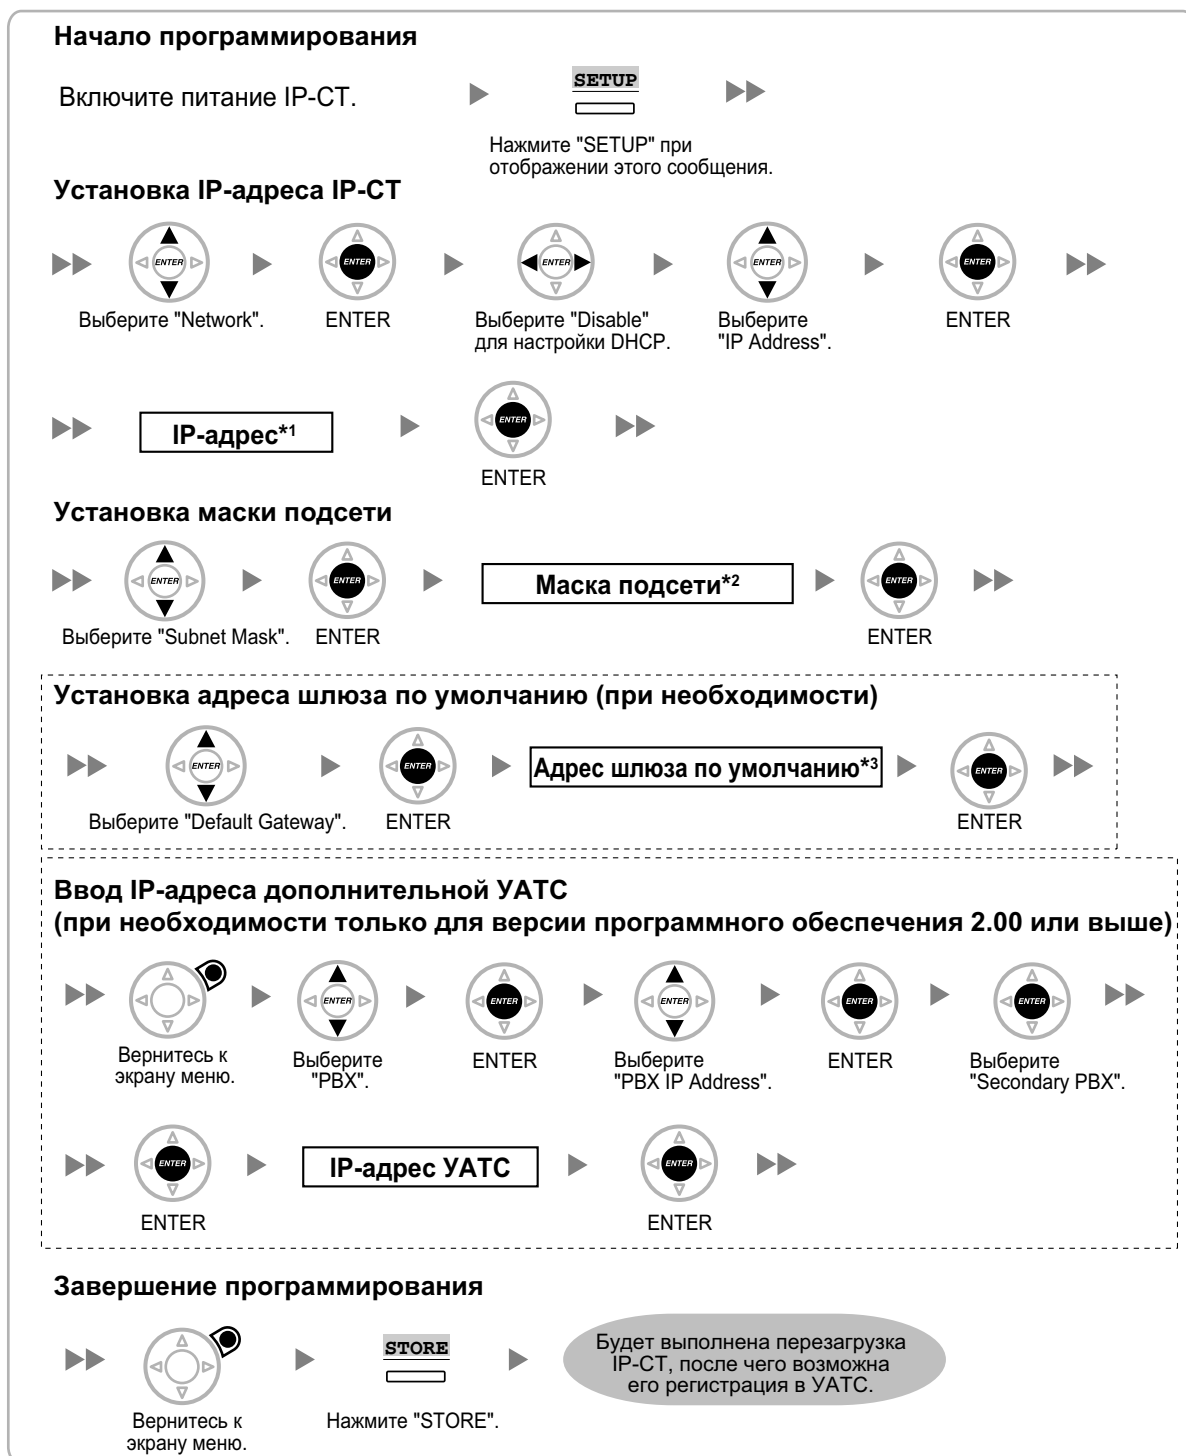 Начало программирования
Включите питание IP-CT.
SETUP
Нажмите "SETUP" при
отображении этого сообщения.
Установка IP-адреса IP-CT
ENTER
ENTER
ENTER
ENTER
ENTER
Выберите "Network".
ENTER
Выберите "Disable"
для настройки DHCP.
Выберите
"IP Address".
ENTER
IP-адрес*1
ENTER
ENTER
Установка маски подсети
ENTER
ENTER
Маска подсети*2
ENTER
Выберите "Subnet Mask".
ENTER
ENTER
Установка адреса шлюза по умолчанию (при необходимости)
ENTER
ENTER
Адрес шлюза по умолчанию*3
ENTER
Выберите "Default Gateway".
ENTER
ENTER
Ввод IP-адреса дополнительной УАТС
(при необходимости только для версии программного обеспечения 2.00 или выше)
ENTER
ENTER
ENTER
ENTER
ENTER
Вернитесь к
экрану меню.
Выберите
"PBX".
ENTER
Выберите
"PBX IP Address".
ENTER
Выберите
"Secondary PBX".
ENTER
IP-адрес УАТС
ENTER
ENTER
ENTER
Завершение программирования
STORE
Будет выполнена перезагрузка
IP-CT, после чего возможна
его регистрация в УАТС.
Вернитесь к
экрану меню.
Нажмите "STORE".